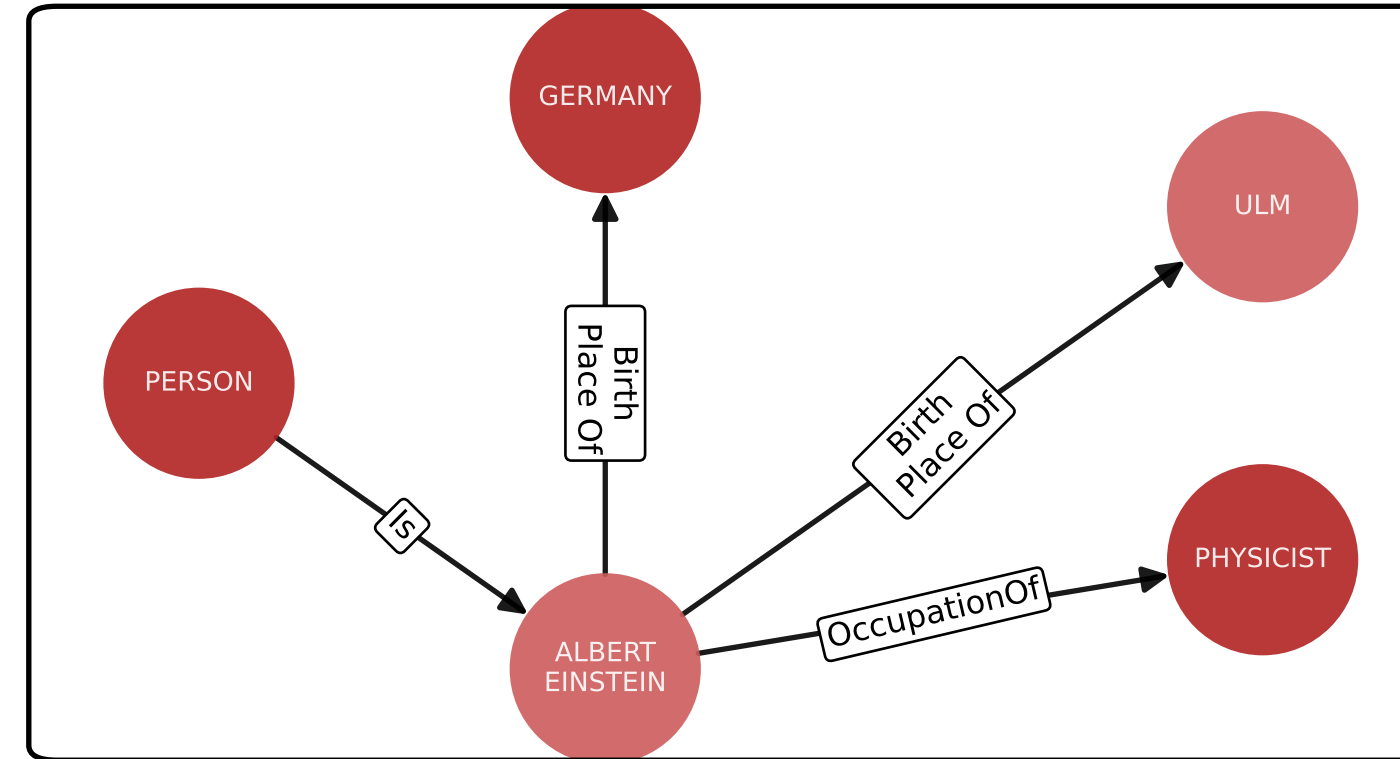 GERMANY
ULM
Birth
Place Of
Birth
Place Of
PERSON
Is
PHYSICIST
OccupationOf
ALBERT
EINSTEIN